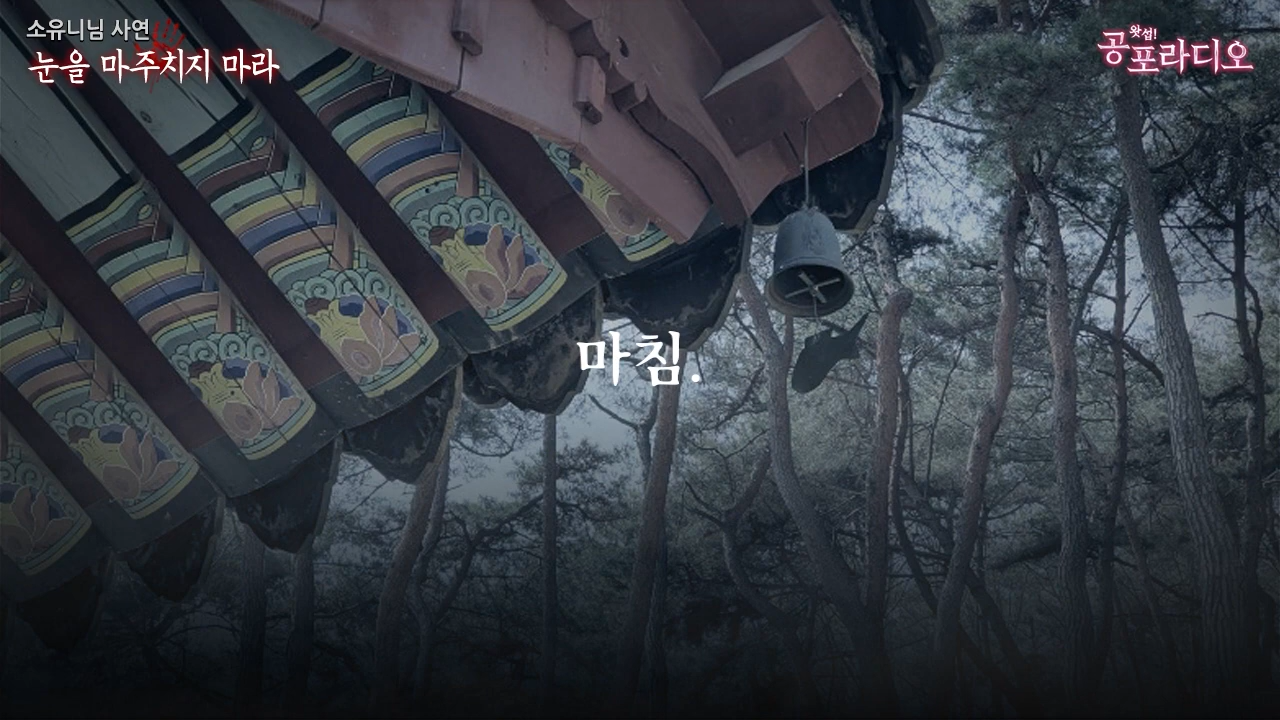 소유니님 사연
눈을 마주치지 마라
왓섭!
공포라디오
마침.